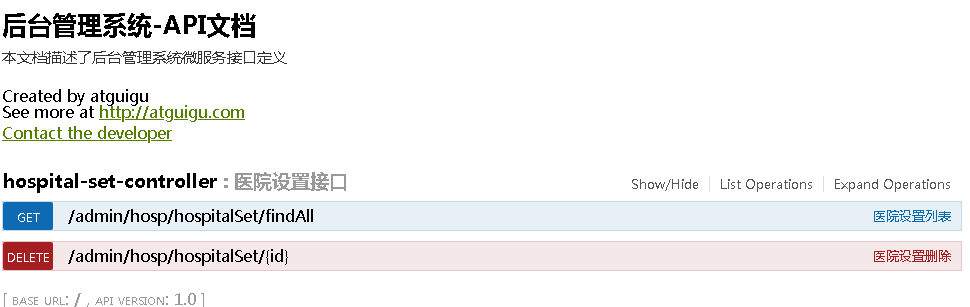 后台管理系统-API文档
本文档描述了后台管理系统微服务接口定义
Created by atguigu
See more at http://atguigu.com
Contact the developer
hospital-set-controller : 医院设置接口 Show/Hide List Operations Expand Operations
GET /admin/hosp/hospitalSet/findAll 医院设置列表
DELETE /admin/hosp/hospitalSet/{id} 医院设置删除
[ BASE URL: / , API VERSION: 1.0 ]